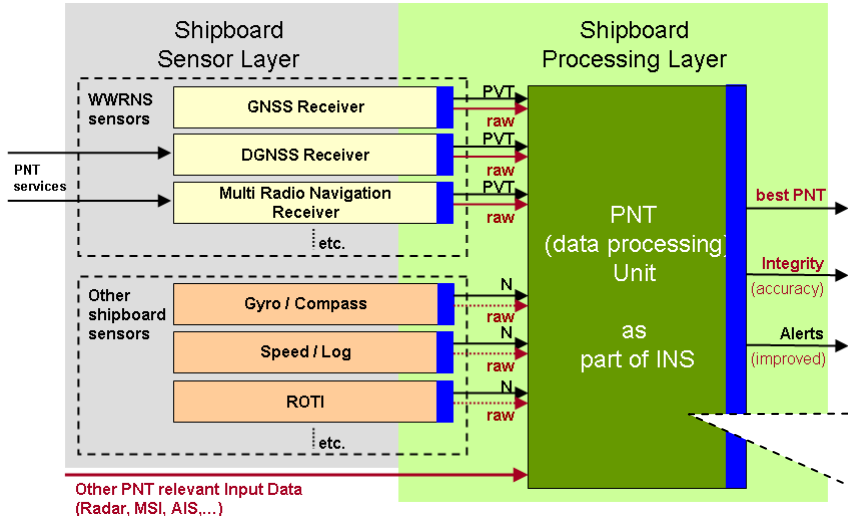 Shipboard
Sensor Layer
Shipboard
Processing Layer
WWRNS
sensors
GNSS Receiver
PVT
raw
DGNSS Receiver
PVT
raw
PNT
services
Multi Radio Navigation
Receiver
PVT
raw
etc.
Other
shipboard
sensors
Gyro / Compass
N
raw
Speed / Log
N
raw
ROTI
N
raw
etc.
PNT
(data processing)
Unit
as
part of INS
best PNT
Integrity
(accuracy)
Alerts
(improved)
Other PNT relevant Input Data
(Radar, MSI, AIS,...)